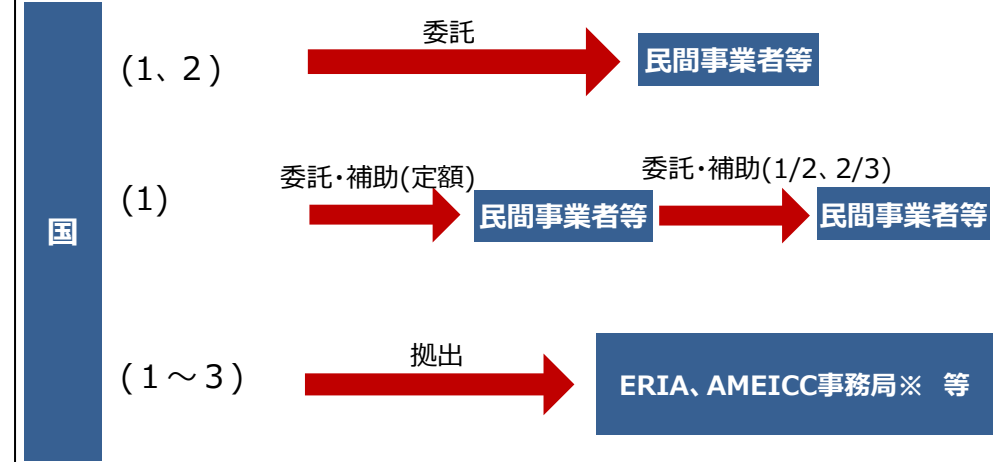 国
(1、2)
委託
民間事業者等
(1)
委託・補助(定額)
民間事業者等
委託・補助(1/2、2/3)
民間事業者等
(1～3)
拠出
ERIA、AMEICC事務局※ 等